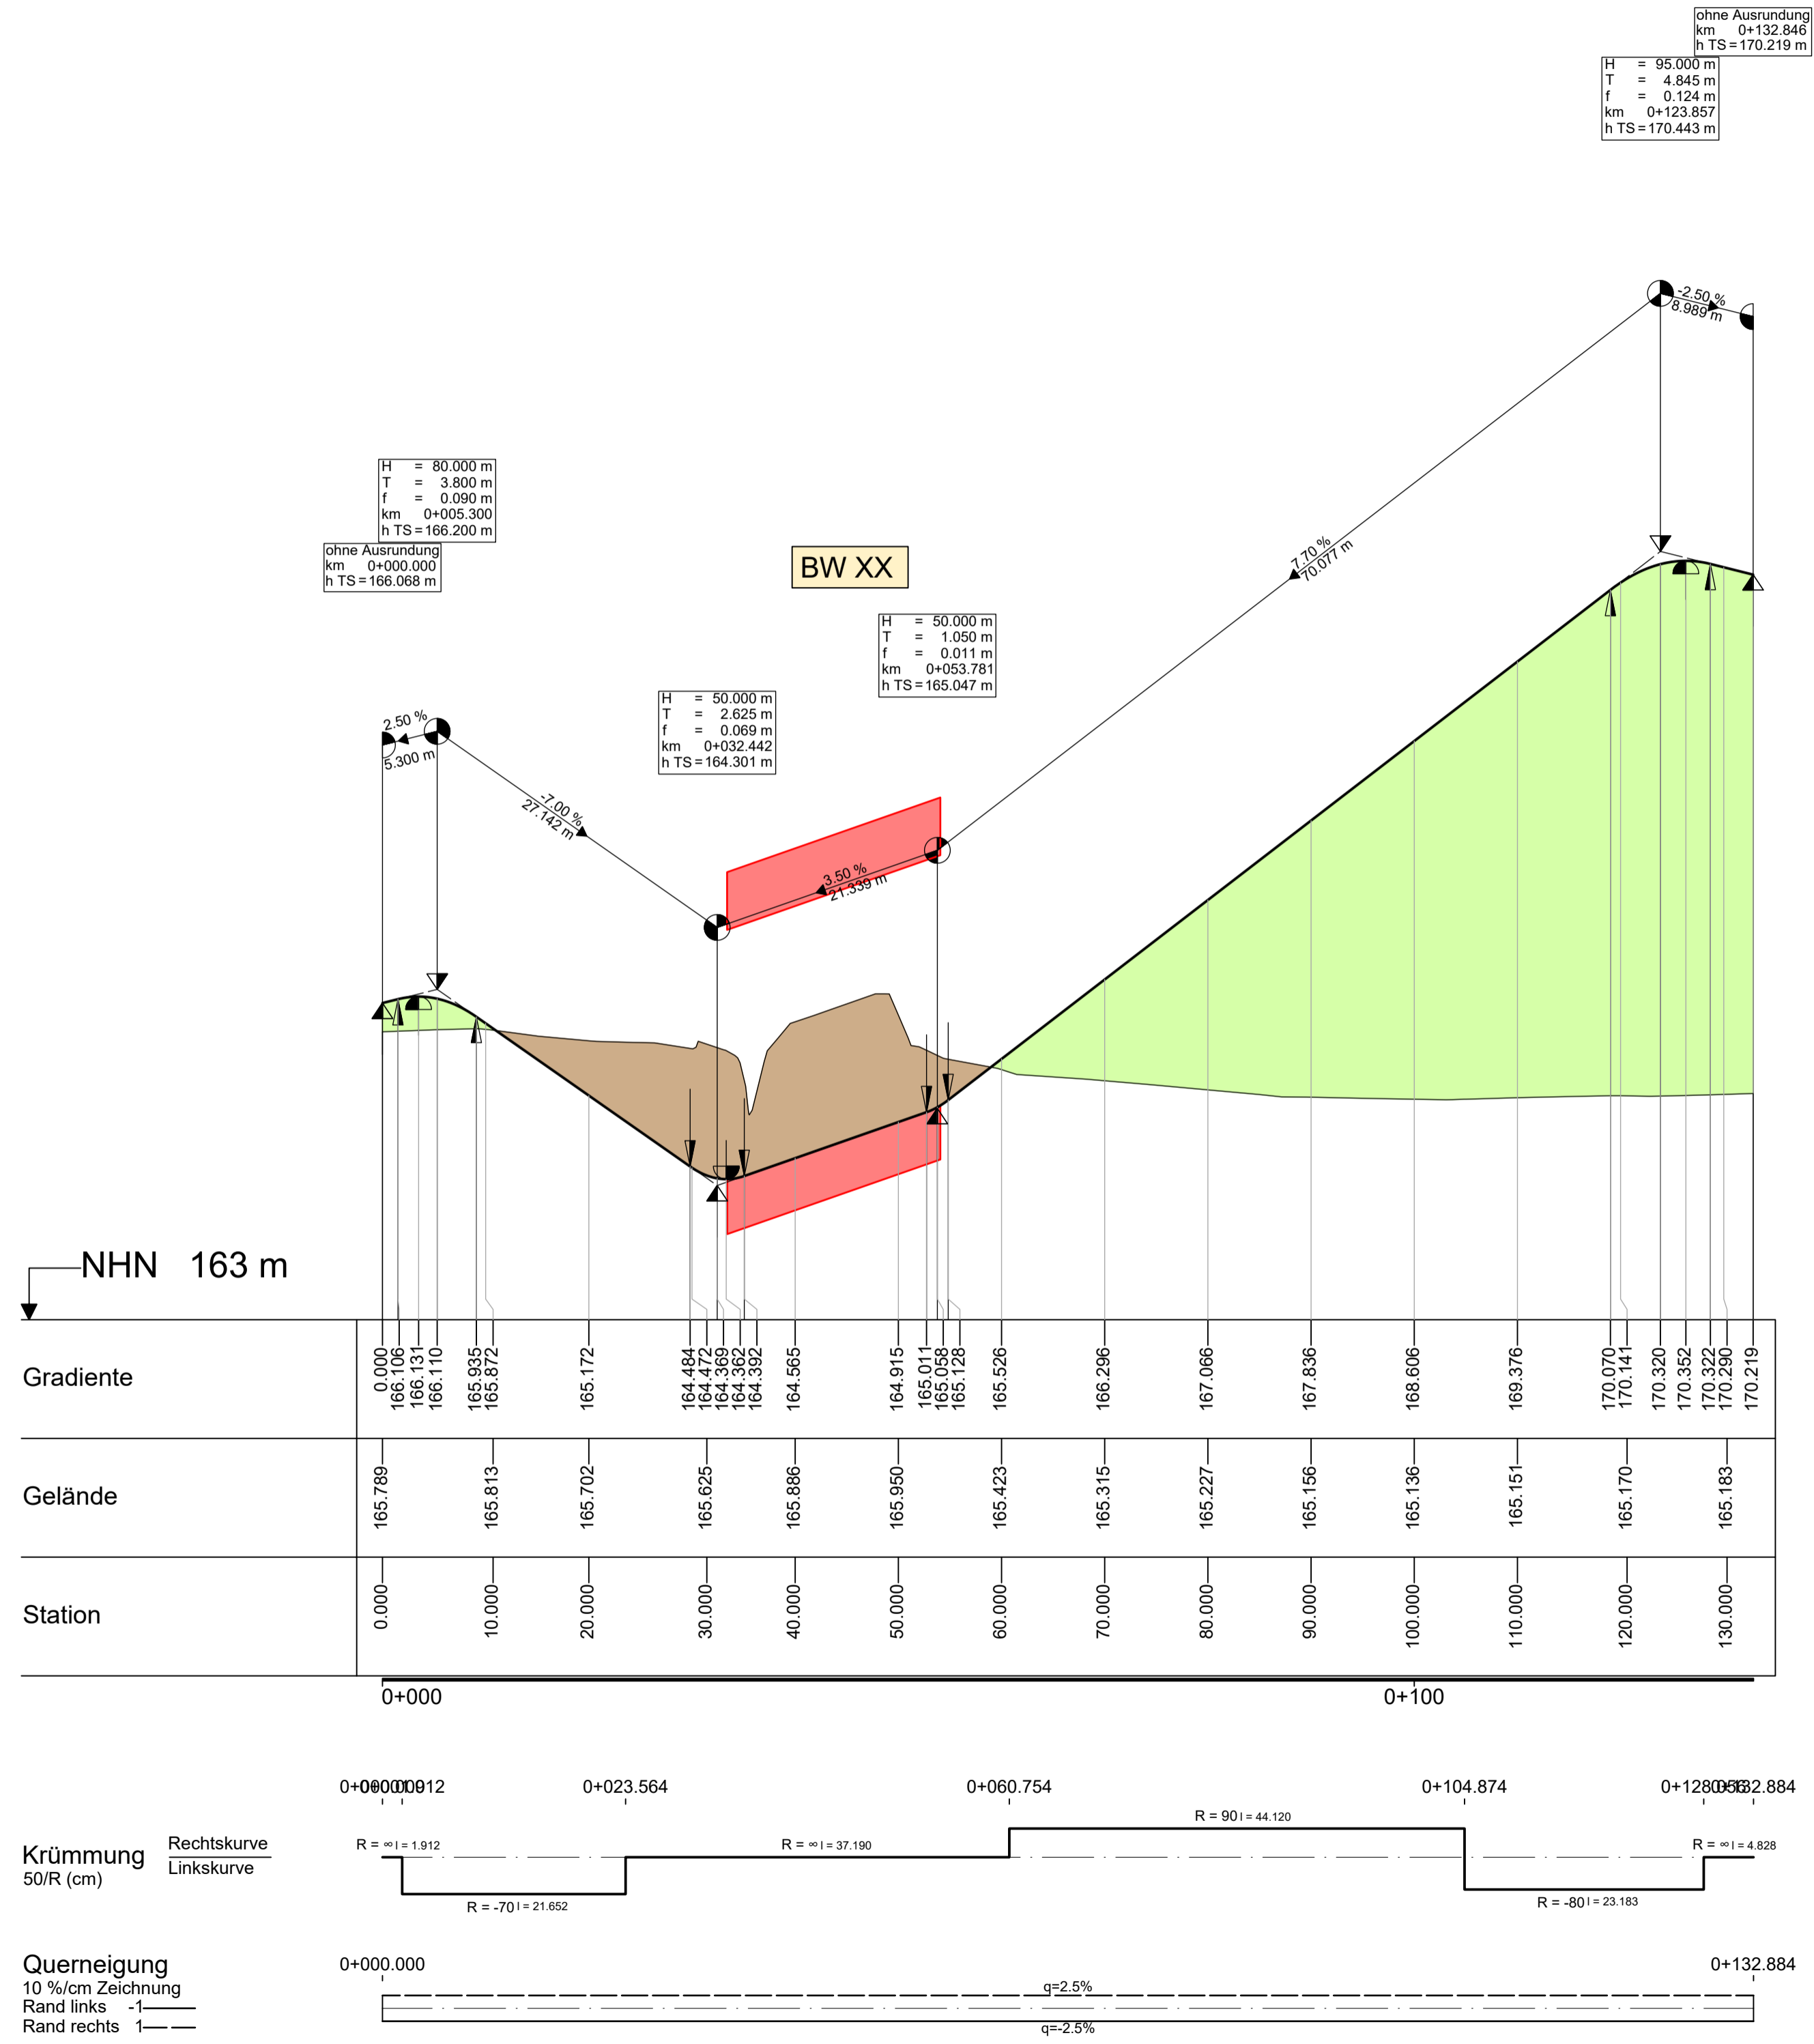 ohne Ausrundung
km 0+132.846
h TS = 170.219 m
H = 95.000 m
T = 4.845 m
f = 0.124 m
km 0+123.857
h TS = 170.443 m
-2.50 %
8.989 m
7.70 %
70.077 m
H = 80.000 m
T = 3.800 m
f = 0.090 m
km 0+005.300
h TS = 166.200 m
ohne Ausrundung
km 0+000.000
h TS = 166.068 m
BW XX
H = 50.000 m
T = 1.050 m
f = 0.011 m
km 0+053.781
h TS = 165.047 m
H = 50.000 m
T = 2.625 m
f = 0.069 m
km 0+032.442
h TS = 164.301 m
2.50 %
5.300 m
-7.00 %
27.142 m
3.50 %
21.339 m
NHN 163 m
Gradiente
0.000 166.106 166.131 166.110 165.935 165.872 165.172 164.484 164.472 164.369 164.362 164.392 164.565 164.915 165.011 165.058 165.128 165.526 166.296 167.066 167.836 168.606 169.376 170.070 170.141 170.320 170.352 170.322 170.290 170.219
Gelände
165.789 165.813 165.702 165.625 165.886 165.950 165.423 165.315 165.227 165.156 165.136 165.151 165.170 165.183
Station
0.000 10.000 20.000 30.000 40.000 50.000 60.000 70.000 80.000 90.000 100.000 110.000 120.000 130.000
0+000 0+100
0+000.000 0+001.912 0+023.564 0+060.754 0+104.874 0+128.056 0+132.884
Krümmung
50/R (cm)
Rechtskurve
Linkskurve
R = ∞ l = 1.912
R = -70 l = 21.652
R = ∞ l = 37.190
R = 90 l = 44.120
R = -80 l = 23.183
R = ∞ l = 4.828
Querneigung
10 %/cm Zeichnung
Rand links -1
Rand rechts 1
0+000.000 0+132.884
q=2.5%
q=-2.5%